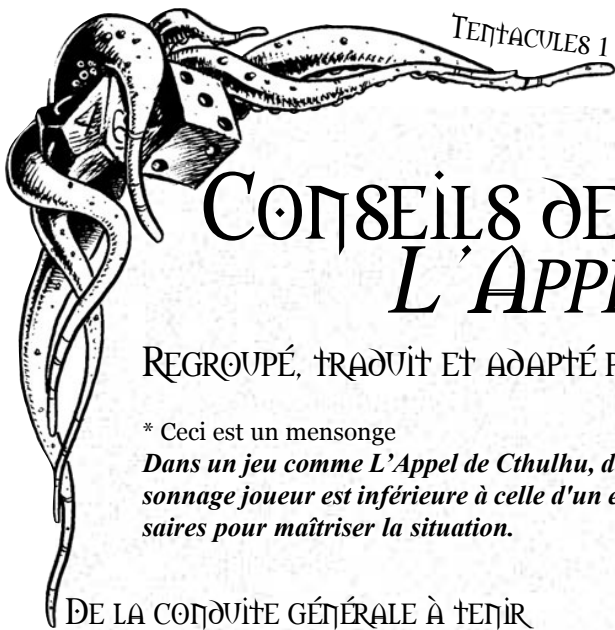 TENTACULES 1
CONSEILS DE
L'APP
REGROUPÉ, TRADUIT ET ADAPTÉ
* Ceci est un mensonge
Dans un jeu comme L'Appel de Cthulhu, d
sonnage joueur est inférieure à celle d'un
saires pour maîtriser la situation.
DE LA CONDUITE GÉNÉRALE À TENIR